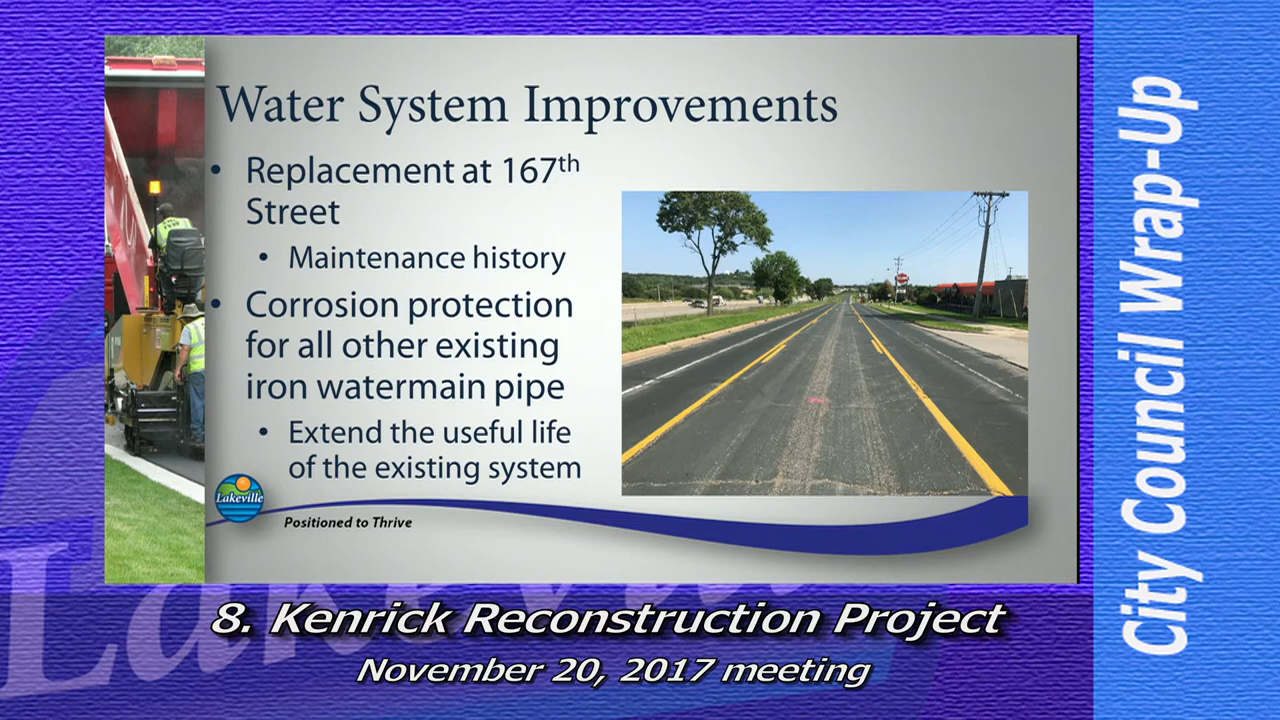 Water System Improvements
• Replacement at 167th
Street
• Maintenance history
• Corrosion protection
for all other existing
iron watermain pipe
• Extend the useful life
of the existing system
Lakeville
Positioned to Thrive
8. Kenrick Reconstruction Project
November 20, 2017 meeting
City Council Wrap-Up